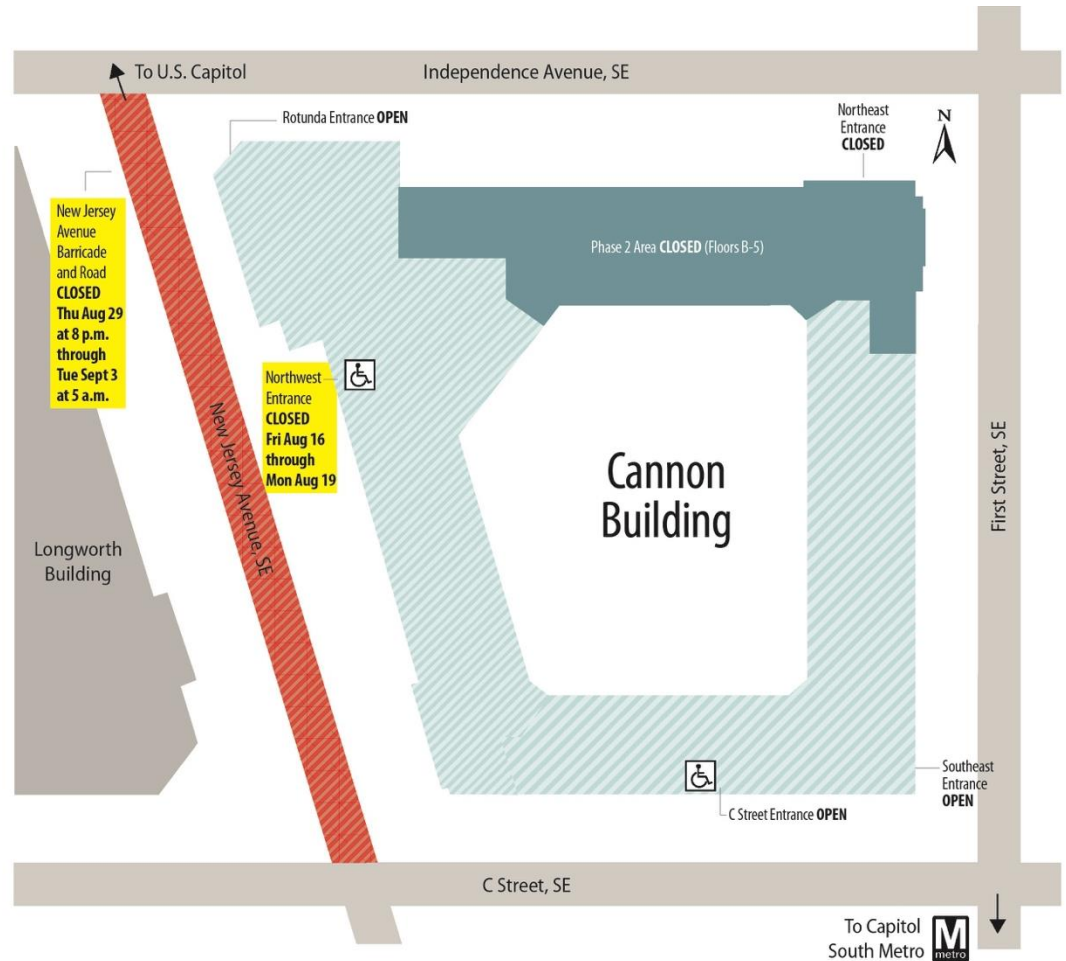 To U.S. Capitol
Independence Avenue, SE
Rotunda Entrance OPEN
Northeast
Entrance
CLOSED
N
New Jersey
Avenue
Barricade
and Road
CLOSED
Thu Aug 29
at 8 p.m.
through
Tue Sept 3
at 5 a.m.
Phase 2 Area CLOSED (Floors B-5)
Northwest
Entrance
CLOSED
Fri Aug 16
through
Mon Aug 19
New Jersey Avenue, SE
Cannon
Building
First Street, SE
Longworth
Building
Southeast
Entrance
OPEN
C Street Entrance OPEN
C Street, SE
To Capitol
South Metro
M
metro